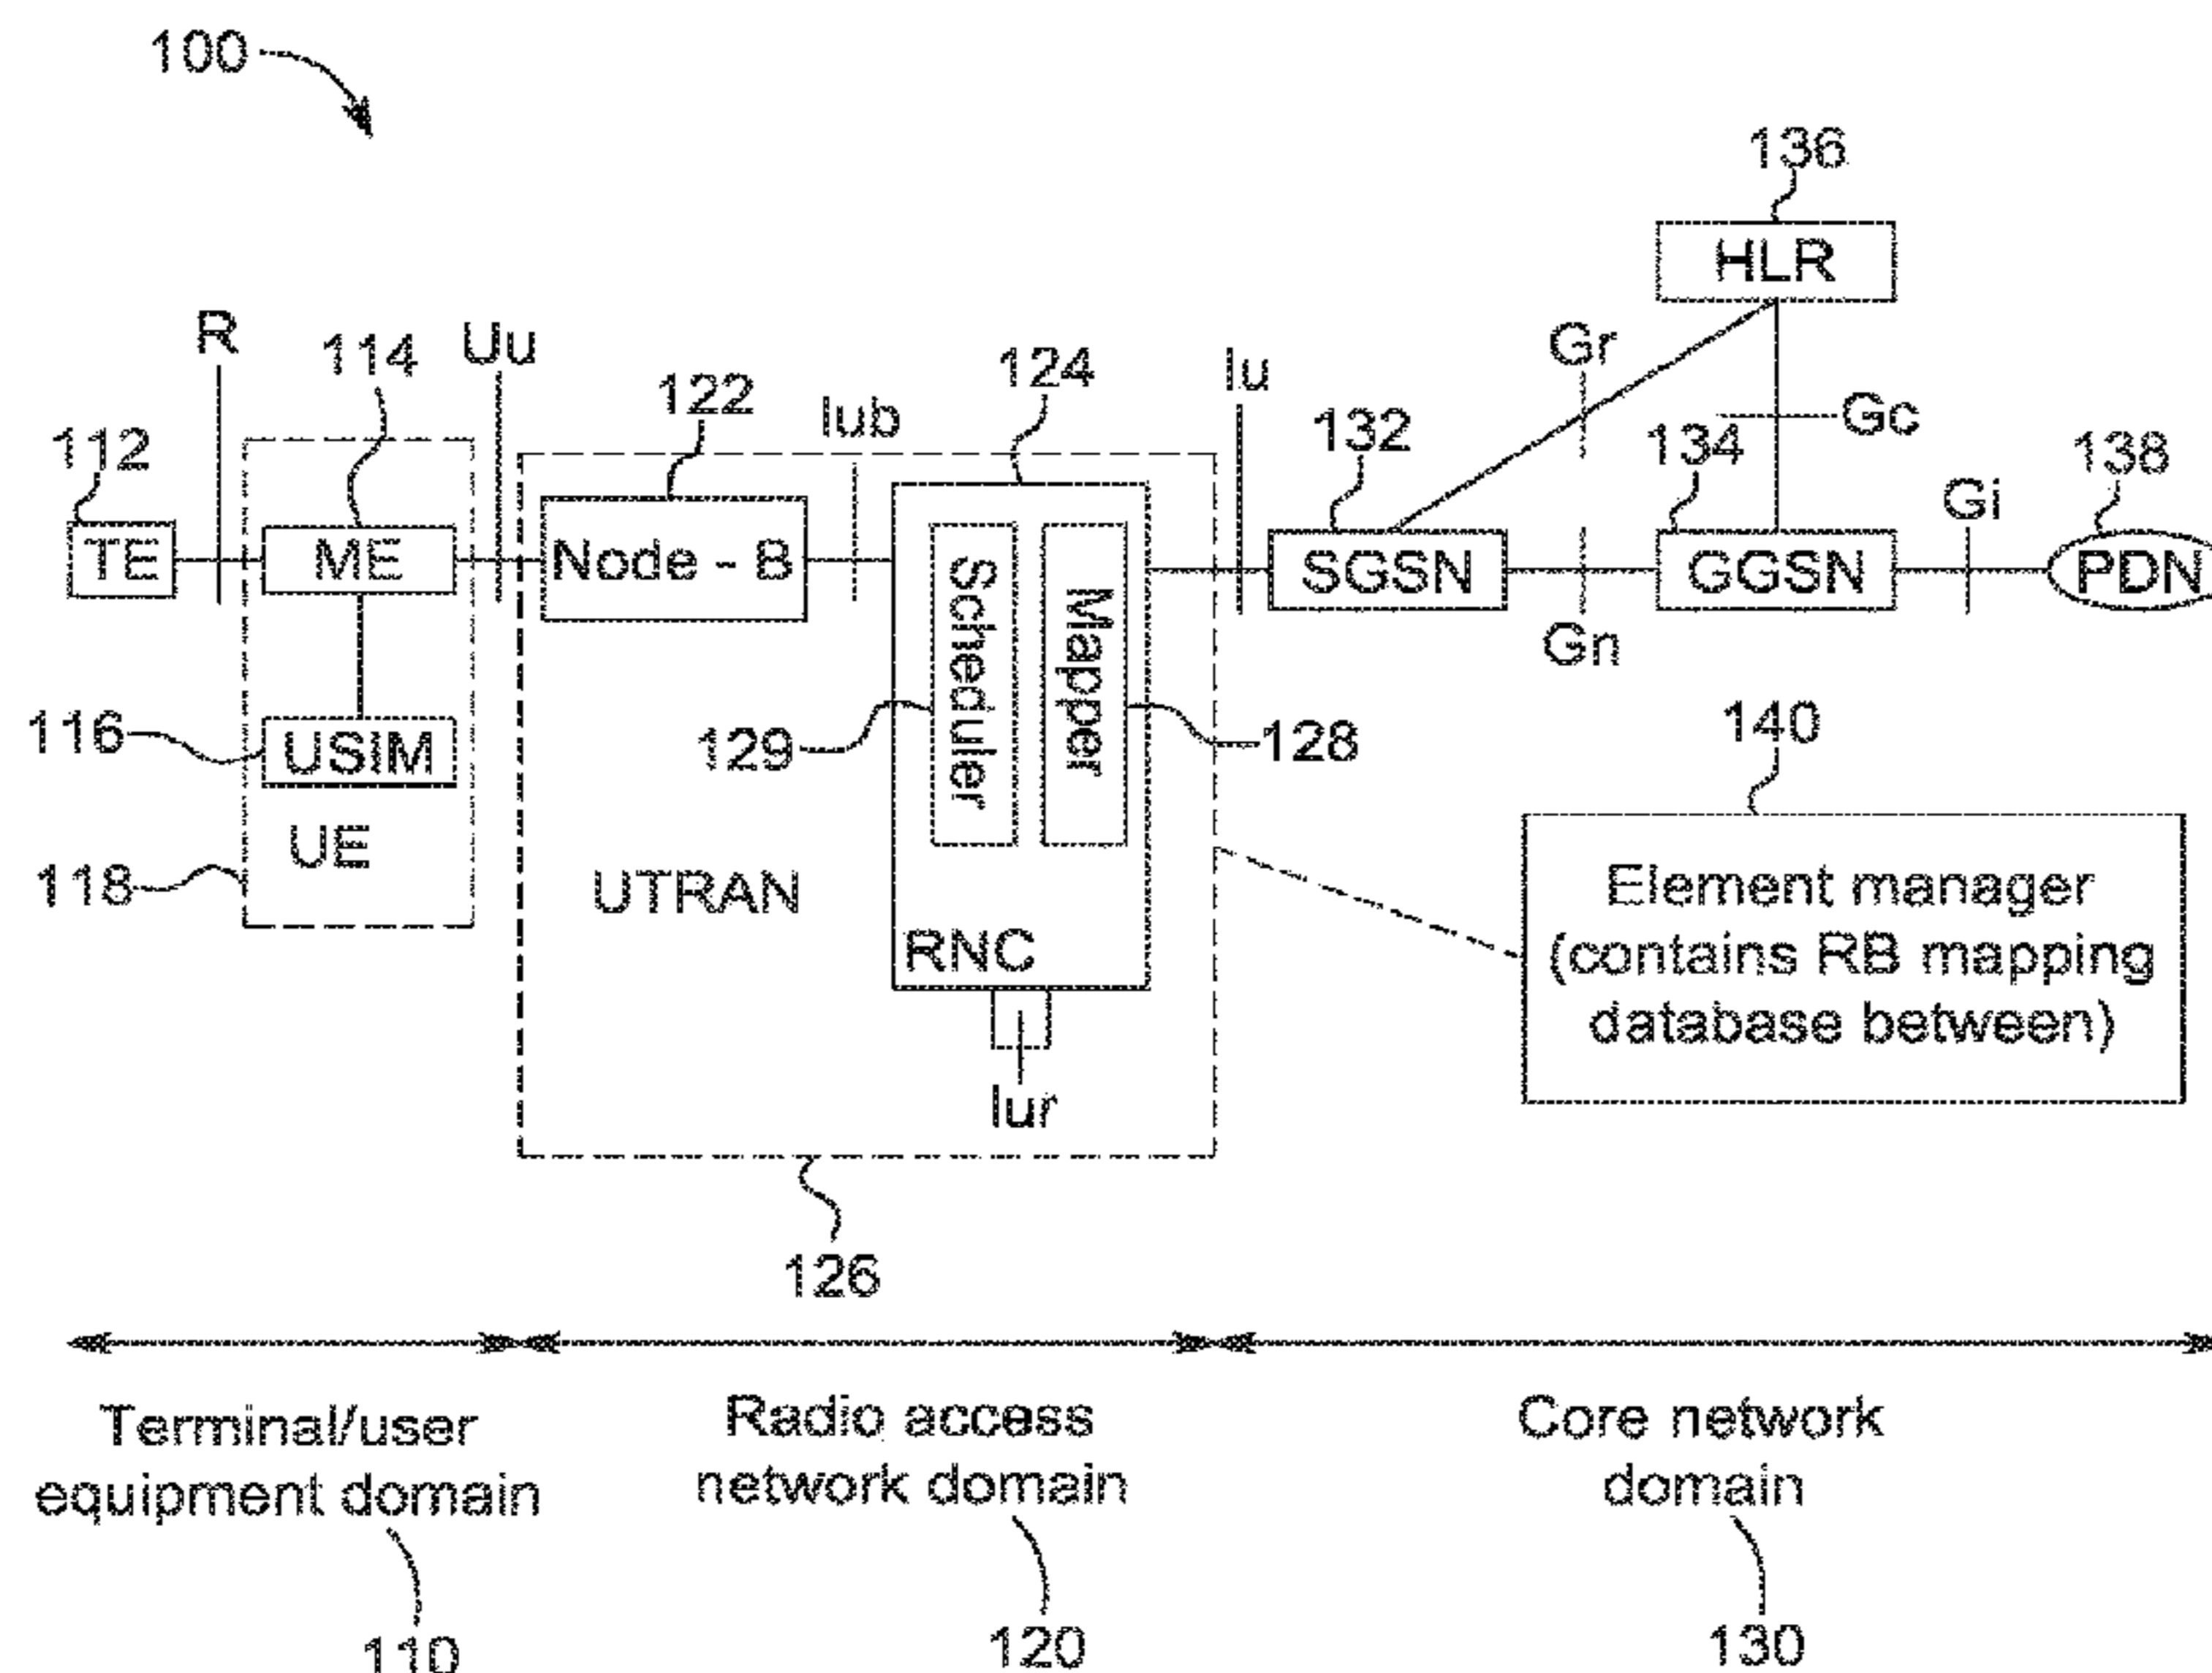 100
136
HLR
R
114
Uu
122
Iub
124
Iu
Gr
Gc
112
132
134
Gi
138
TE
ME
Node - B
Scheduler
Mapper
SGSN
GGSN
PDN
Gn
116
USIM
129
128
140
UE
118
UTRAN
RNC
Iur
Element manager
(contains RB mapping
database between)
126
Terminal/user
equipment domain
Radio access
network domain
Core network
domain
110
120
130